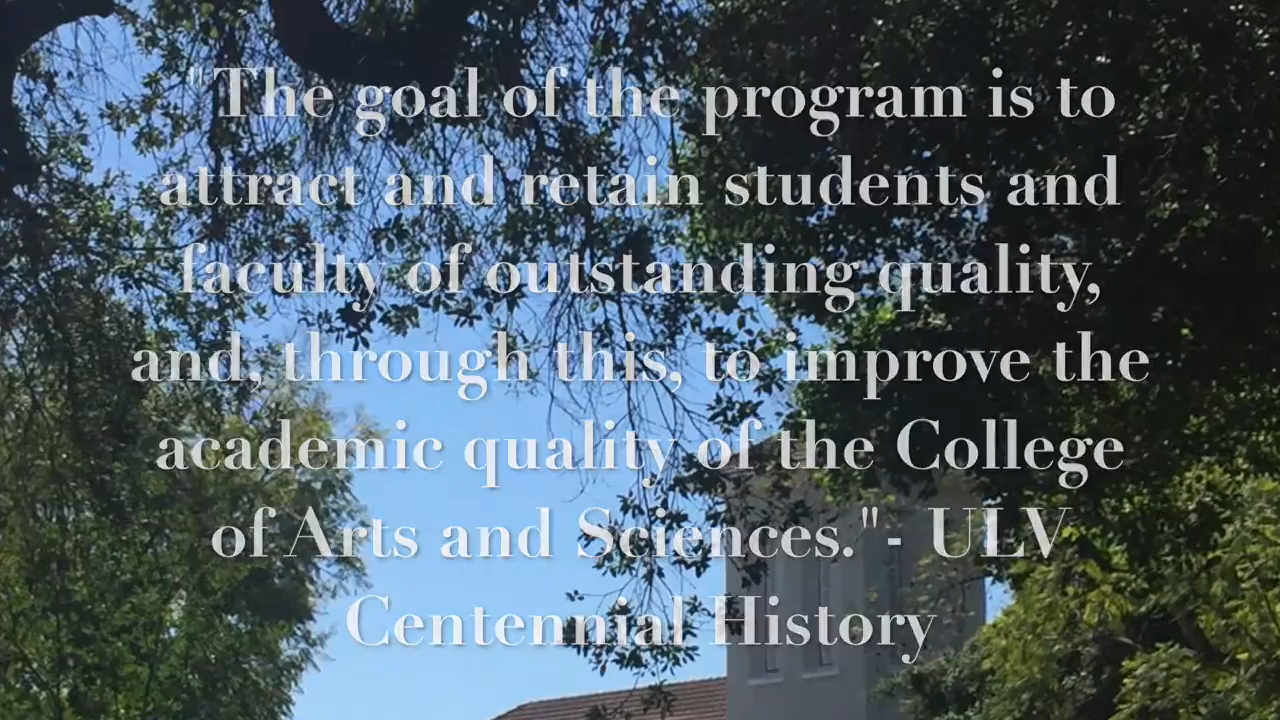 "The goal of the program is to
attract and retain students and
faculty of outstanding quality,
and, through this, to improve the
academic quality of the College
of Arts and Sciences."- ULV
Centennial History